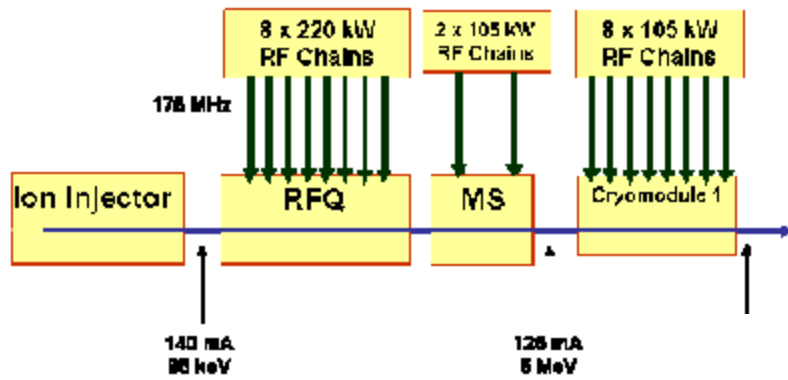 8 x 220 kW
RF Chains
2 x 105 kW
RF Chains
8 x 105 kW
RF Chains
175 MHz
Ion Injector
RFQ
MS
Cryomodule 1
140 mA
95 keV
125 mA
5 MeV